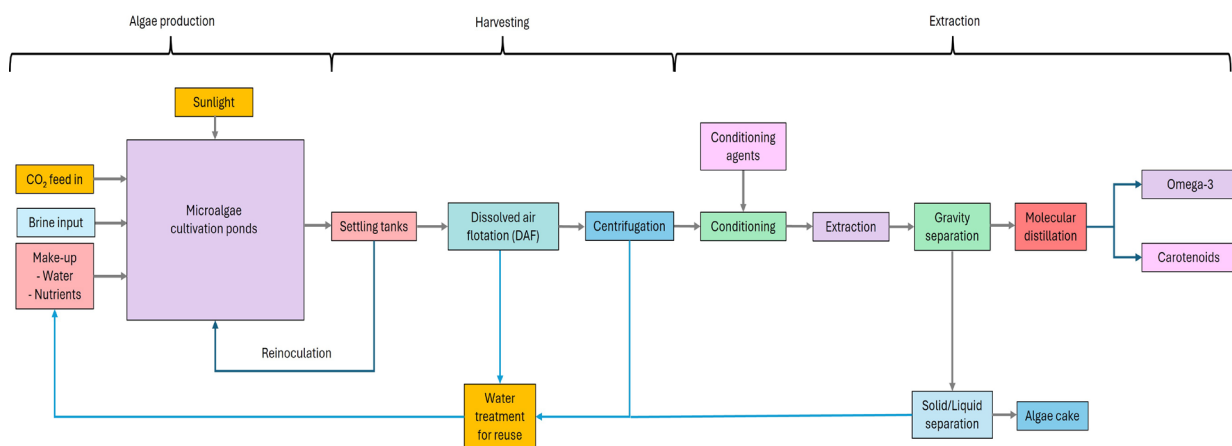 Algae production
Harvesting
Extraction
Sunlight
CO₂ feed in
Brine input
Make-up
- Water
- Nutrients
Microalgae
cultivation ponds
Settling tanks
Dissolved air
flotation (DAF)
Centrifugation
Conditioning
agents
Conditioning
Extraction
Gravity
separation
Molecular
distillation
Omega-3
Carotenoids
Reinoculation
Water
treatment
for reuse
Solid/Liquid
separation
Algae cake